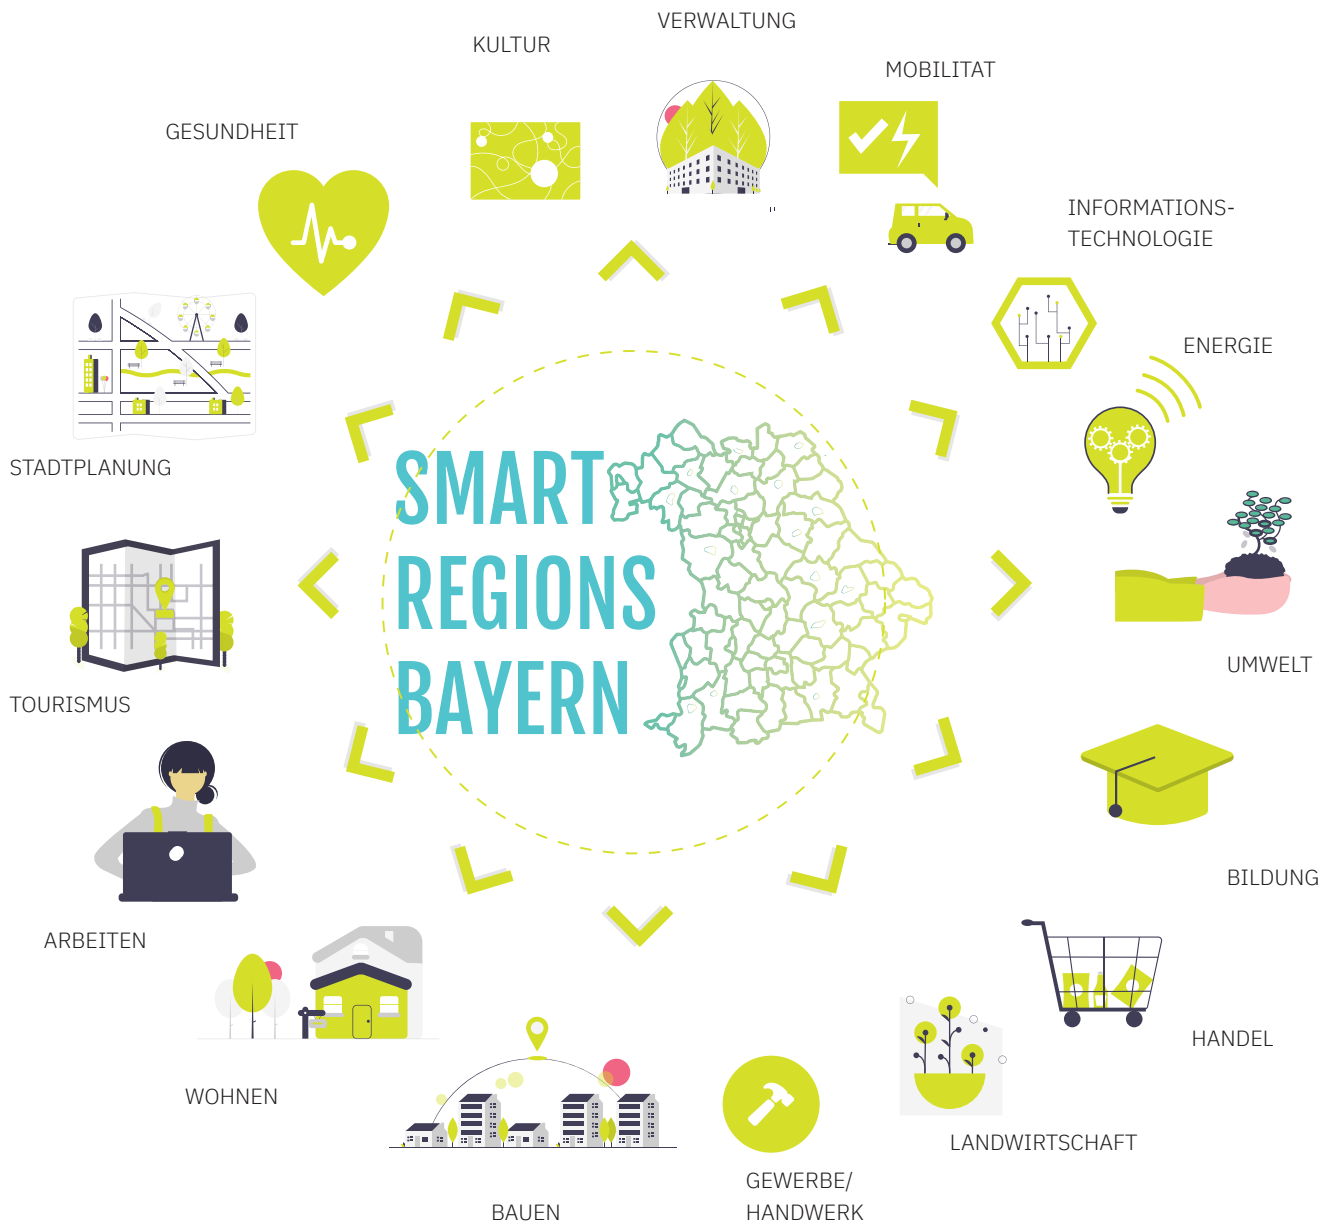 VERWALTUNG
KULTUR
MOBILITAT
GESUNDHEIT
INFORMATIONS-
TECHNOLOGIE
ENERGIE
STADTPLANUNG
SMART
REGIONS
BAYERN
UMWELT
TOURISMUS
BILDUNG
ARBEITEN
HANDEL
WOHNEN
LANDWIRTSCHAFT
GEWERBE/
HANDWERK
BAUEN